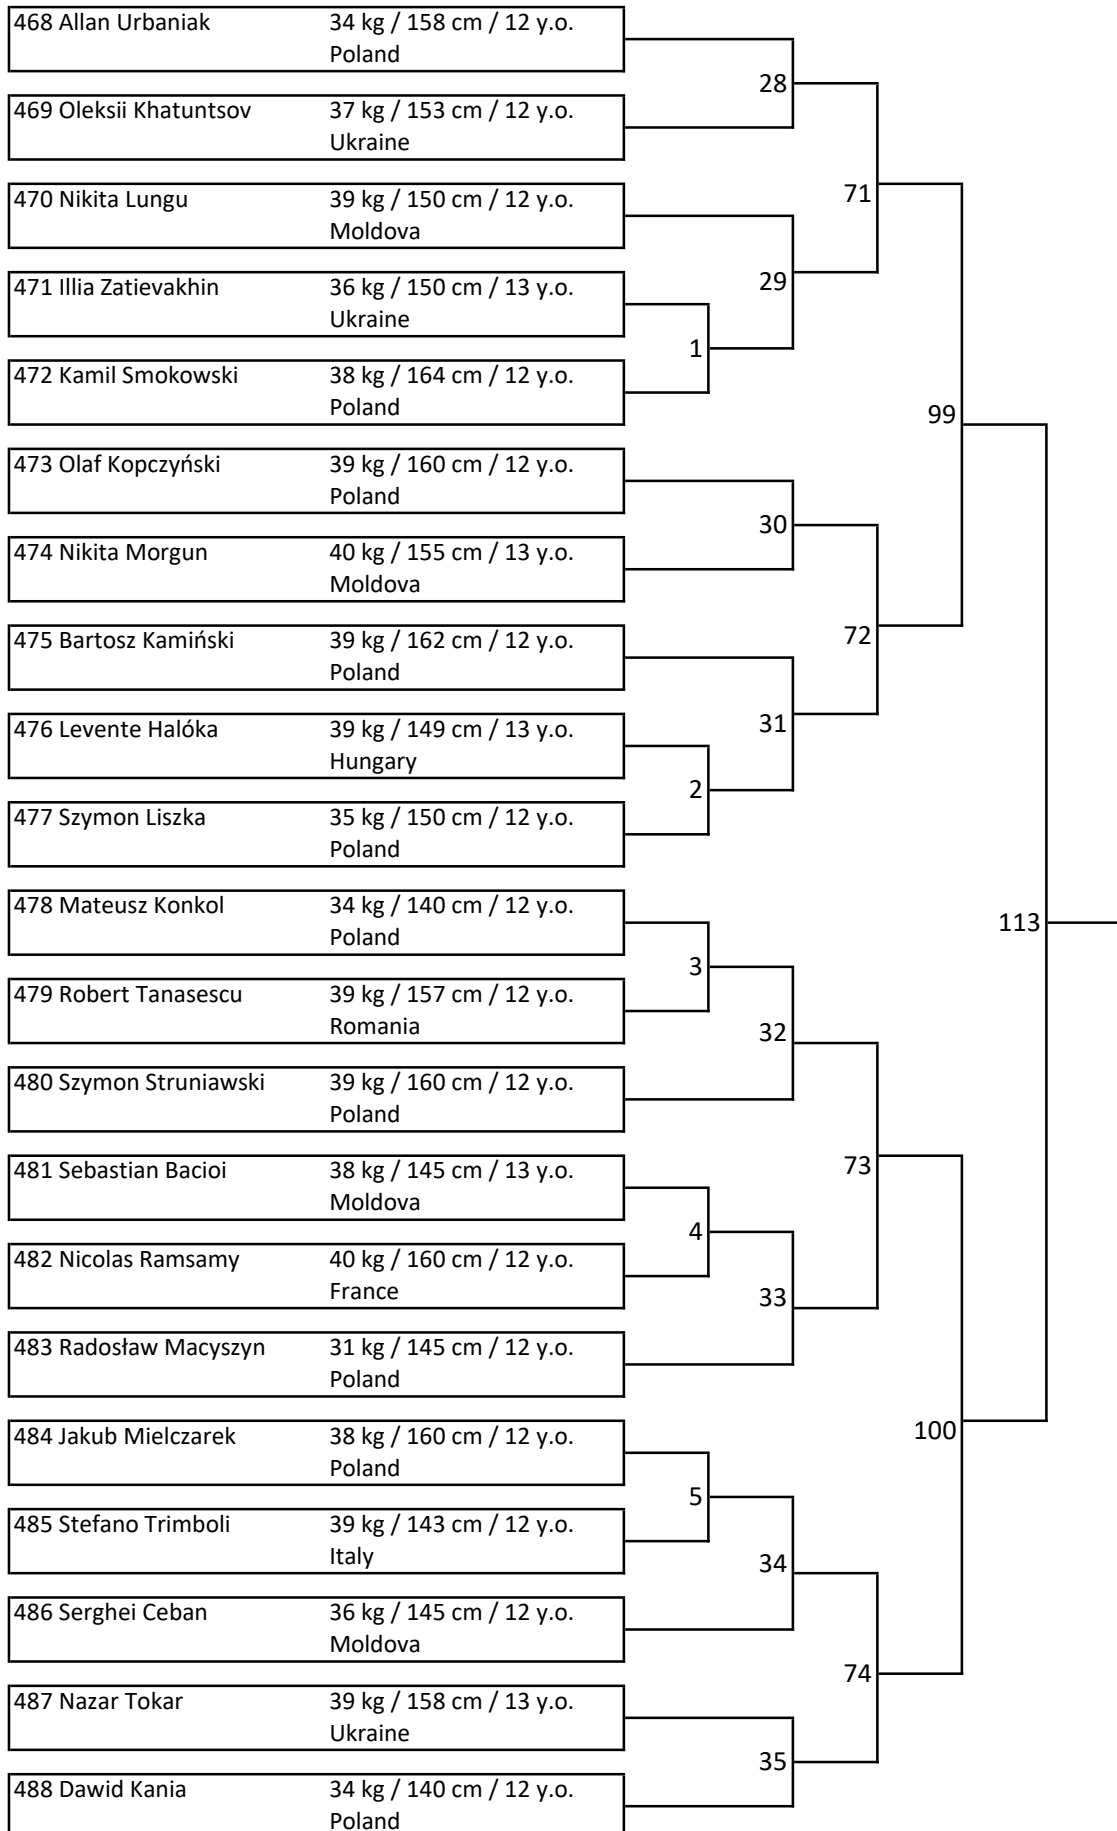 468 Allan Urbaniak 34 kg / 158 cm / 12 y.o.
Poland
28
469 Oleksii Khatuntsov 37 kg / 153 cm / 12 y.o.
Ukraine
470 Nikita Lungu 39 kg / 150 cm / 12 y.o.
71
Moldova
471 Illia Zatievakhin 36 kg / 150 cm / 13 y.o.
29
Ukraine
1
472 Kamil Smokowski 38 kg / 164 cm / 12 y.o.
Poland
99
473 Olaf Kopczyński 39 kg / 160 cm / 12 y.o.
Poland
30
474 Nikita Morgun 40 kg / 155 cm / 13 y.o.
Moldova
475 Bartosz Kamiński 39 kg / 162 cm / 12 y.o.
72
Poland
476 Levente Halóka 39 kg / 149 cm / 13 y.o.
31
Hungary
2
477 Szymon Liszka 35 kg / 150 cm / 12 y.o.
Poland
478 Mateusz Konkol 34 kg / 140 cm / 12 y.o.
113
Poland
3
479 Robert Tanasescu 39 kg / 157 cm / 12 y.o.
Romania
32
480 Szymon Struniawski 39 kg / 160 cm / 12 y.o.
Poland
481 Sebastian Bacioi 38 kg / 145 cm / 13 y.o.
73
Moldova
4
482 Nicolas Ramsamy 40 kg / 160 cm / 12 y.o.
France
33
483 Radosław Macyszyn 31 kg / 145 cm / 12 y.o.
Poland
484 Jakub Mielczarek 38 kg / 160 cm / 12 y.o.
100
Poland
5
485 Stefano Trimboli 39 kg / 143 cm / 12 y.o.
Italy
34
486 Serghei Ceban 36 kg / 145 cm / 12 y.o.
Moldova
74
487 Nazar Tokar 39 kg / 158 cm / 13 y.o.
Ukraine
35
488 Dawid Kania 34 kg / 140 cm / 12 y.o.
Poland